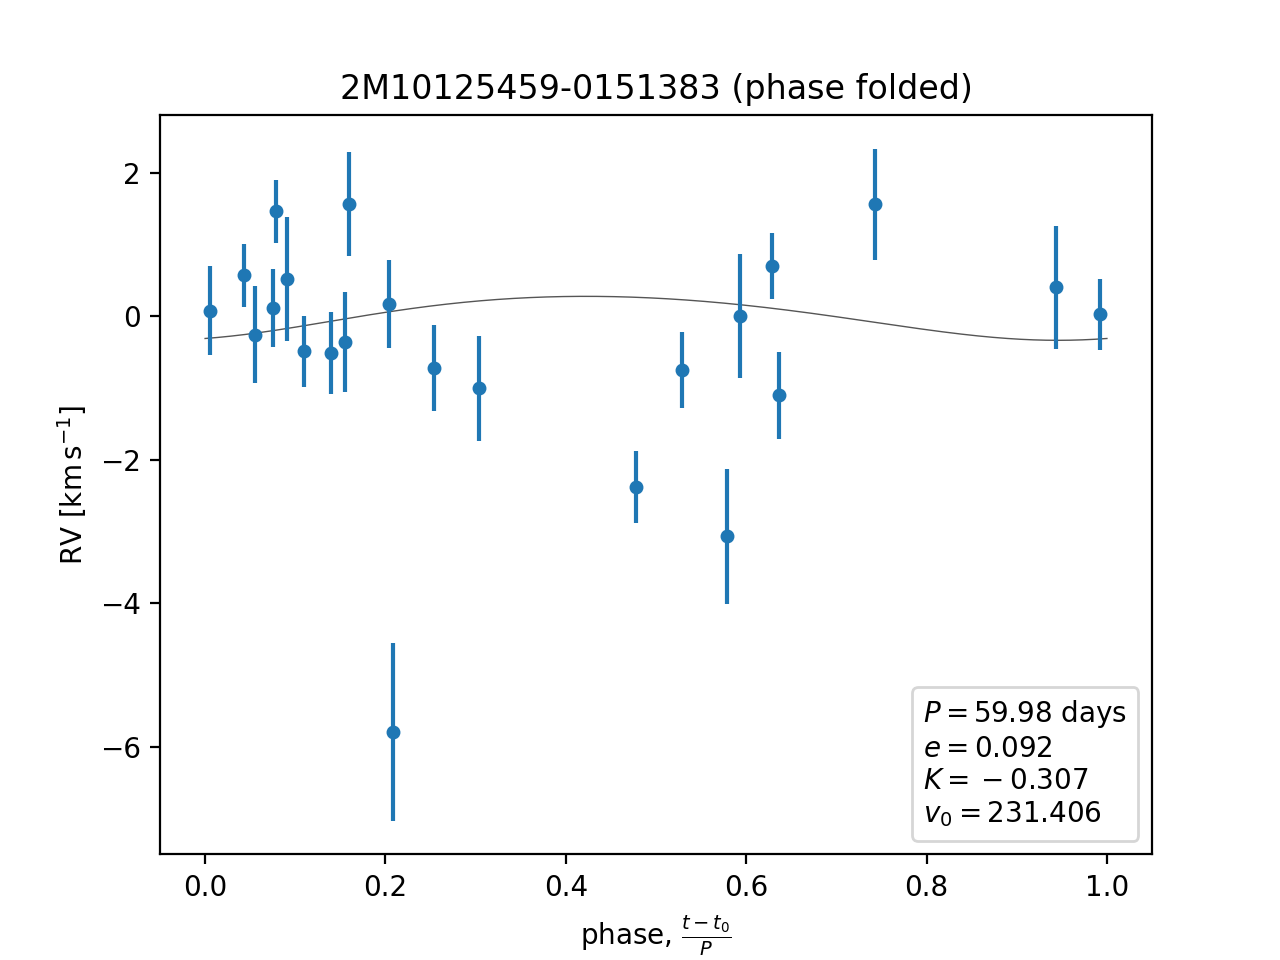 2M10125459-0151383 (phase folded)
2
0
−2
−4
−6
RV [km s⁻¹]
0.0 0.2 0.4 0.6 0.8 1.0
phase, (t − t₀)/P
P = 59.98 days
e = 0.092
K = − 0.307
v₀ = 231.406